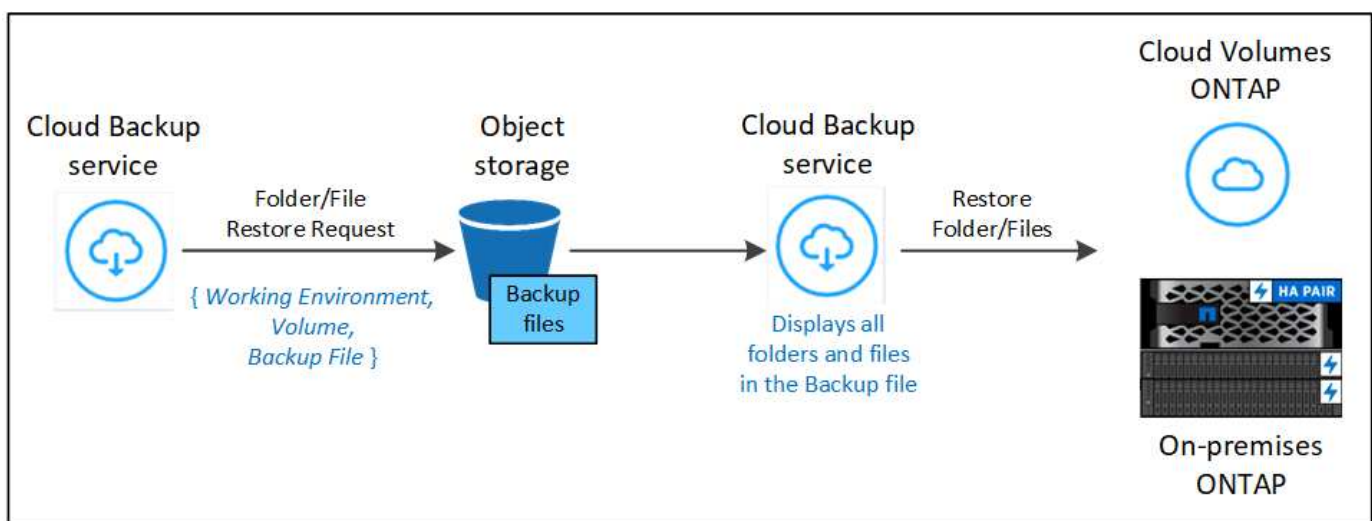 Cloud Backup
service
Folder/File
Restore Request
{ Working Environment,
Volume,
Backup File }
Object
storage
Backup
files
Cloud Backup
service
Displays all
folders and files
in the Backup file
Restore
Folder/Files
Cloud Volumes
ONTAP
HA PAIR
On-premises
ONTAP